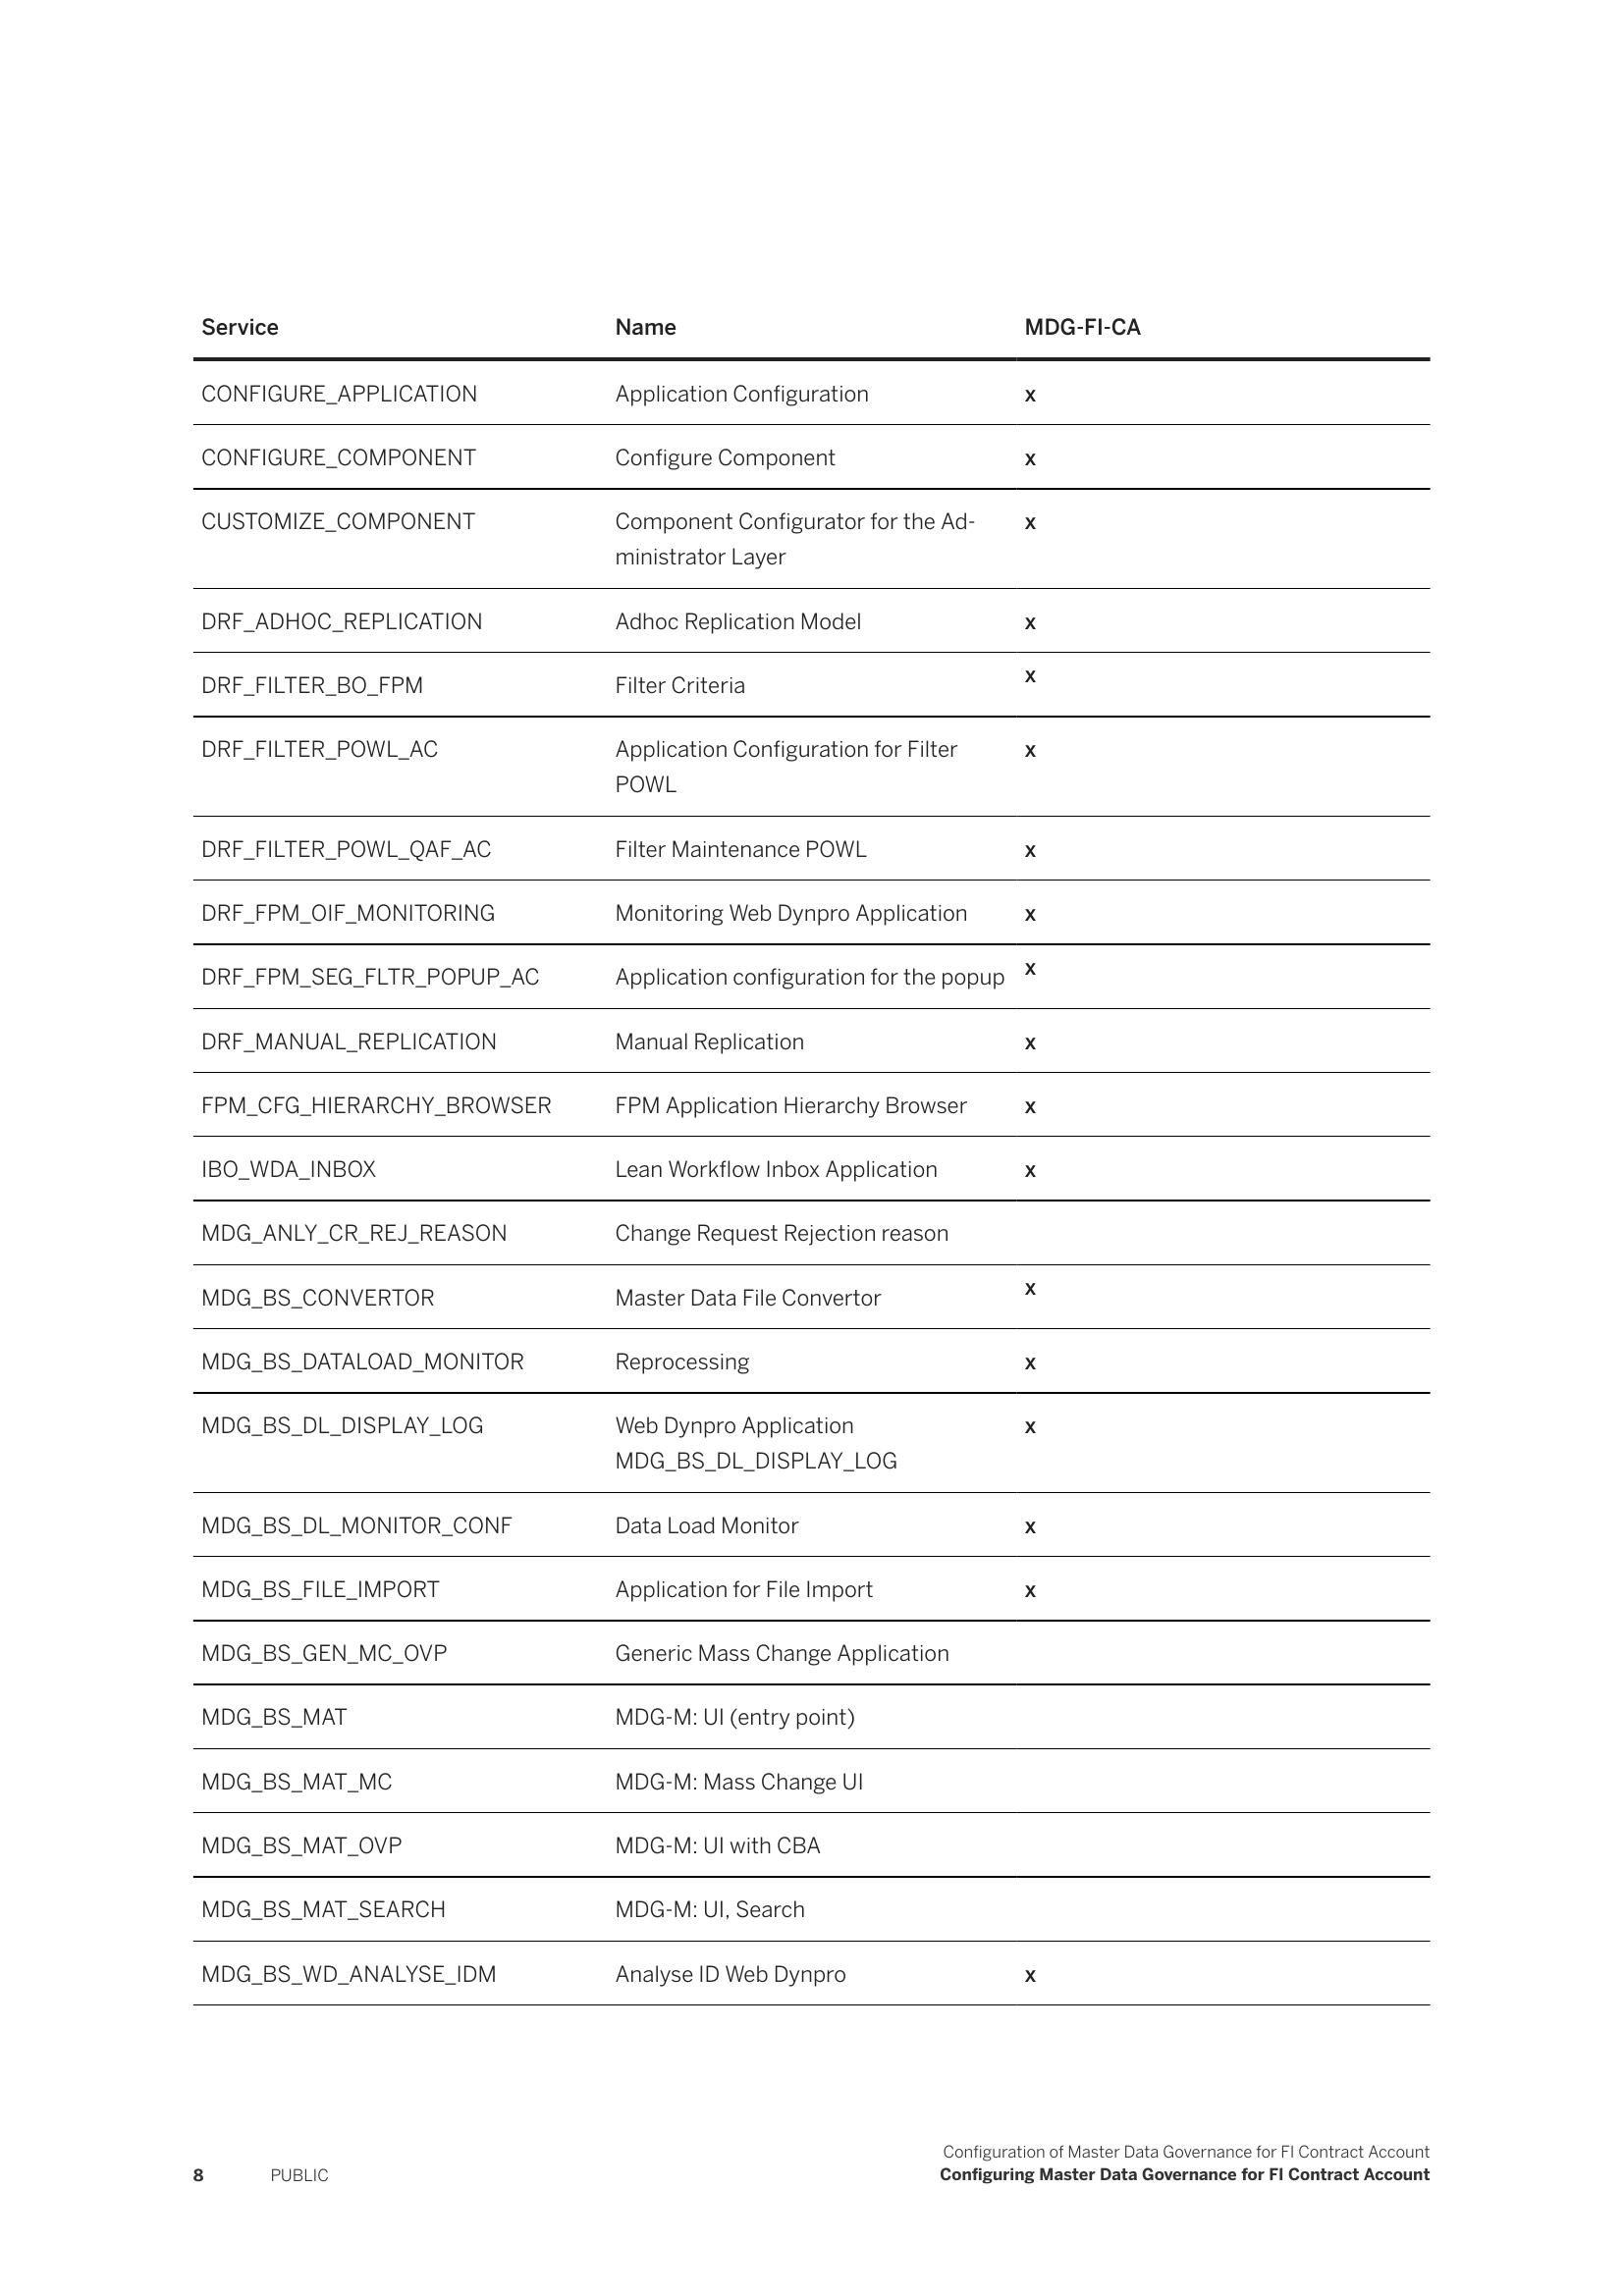 Service Name MDG-FI-CA
CONFIGURE_APPLICATION Application Configuration x
CONFIGURE_COMPONENT Configure Component x
CUSTOMIZE_COMPONENT Component Configurator for the Ad- x
ministrator Layer
DRF_ADHOC_REPLICATION Adhoc Replication Model x
DRF_FILTER_BO_FPM Filter Criteria x
DRF_FILTER_POWL_AC Application Configuration for Filter x
POWL
DRF_FILTER_POWL_QAF_AC Filter Maintenance POWL x
DRF_FPM_OIF_MONITORING Monitoring Web Dynpro Application x
DRF_FPM_SEG_FLTR_POPUP_AC Application configuration for the popup x
DRF_MANUAL_REPLICATION Manual Replication x
FPM_CFG_HIERARCHY_BROWSER FPM Application Hierarchy Browser x
IBO_WDA_INBOX Lean Workflow Inbox Application x
MDG_ANLY_CR_REJ_REASON Change Request Rejection reason
MDG_BS_CONVERTOR Master Data File Convertor x
MDG_BS_DATALOAD_MONITOR Reprocessing x
MDG_BS_DL_DISPLAY_LOG Web Dynpro Application x
MDG_BS_DL_DISPLAY_LOG
MDG_BS_DL_MONITOR_CONF Data Load Monitor x
MDG_BS_FILE_IMPORT Application for File Import x
MDG_BS_GEN_MC_OVP Generic Mass Change Application
MDG_BS_MAT MDG-M: UI (entry point)
MDG_BS_MAT_MC MDG-M: Mass Change UI
MDG_BS_MAT_OVP MDG-M: UI with CBA
MDG_BS_MAT_SEARCH MDG-M: UI, Search
MDG_BS_WD_ANALYSE_IDM Analyse ID Web Dynpro x
Configuration of Master Data Governance for FI Contract Account
8 PUBLIC Configuring Master Data Governance for FI Contract Account